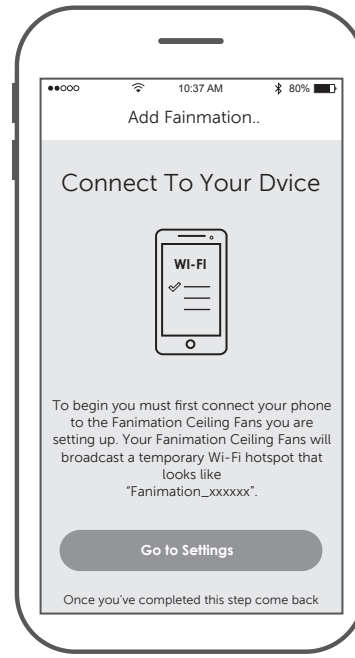 10:37 AM 80%
Add Fainmation..
Connect To Your Dvice
WI-FI
To begin you must first connect your phone
to the Fanimation Ceiling Fans you are
setting up. Your Fanimation Ceiling Fans will
broadcast a temporary Wi-Fi hotspot that
looks like
“Fanimation_xxxxxx”.
Go to Settings
Once you’ve completed this step come back